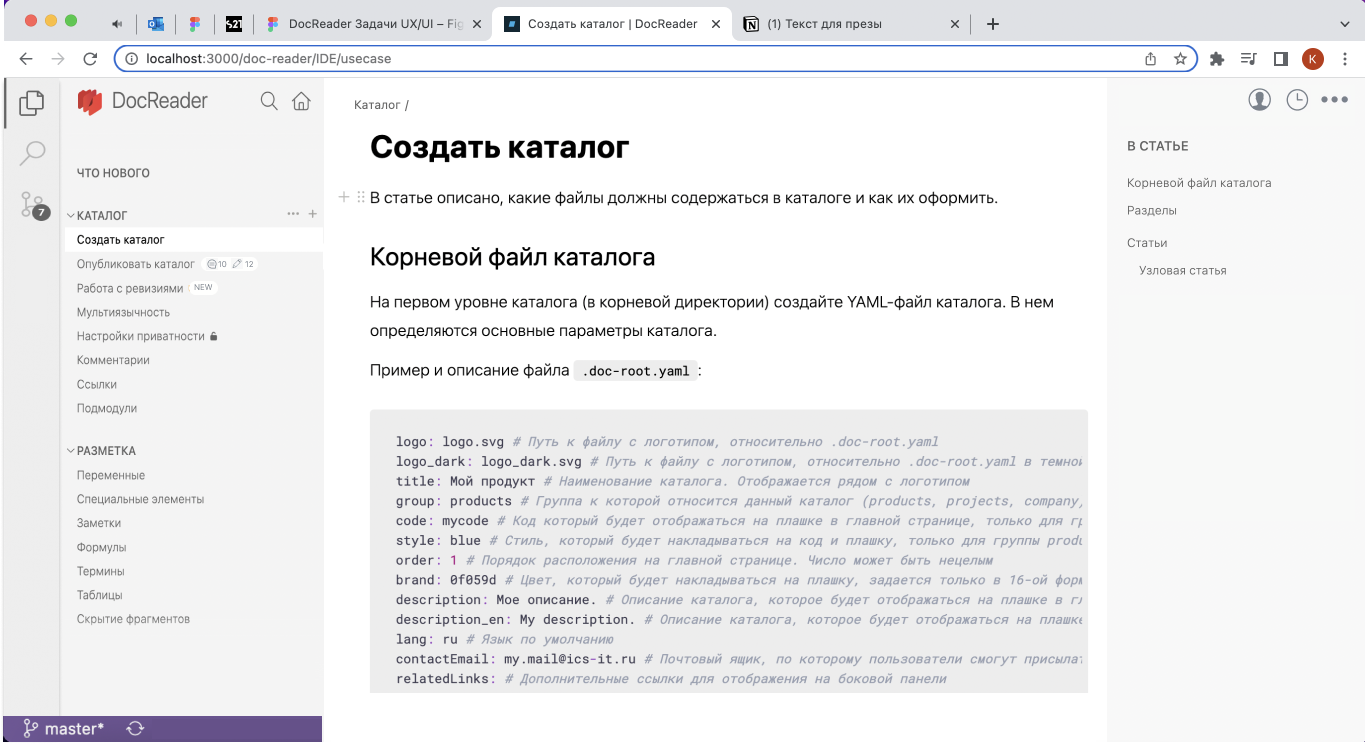 DocReader Задачи UX/UI – Fig
Создать каталог | DocReader
(1) Текст для презы
localhost:3000/doc-reader/IDE/usecase
K
DocReader
7
ЧТО НОВОГО
КАТАЛОГ
Создать каталог
Опубликовать каталог 10 12
Работа с ревизиями NEW
Мультиязычность
Настройки приватности
Комментарии
Ссылки
Подмодули
РАЗМЕТКА
Переменные
Специальные элементы
Заметки
Формулы
Термины
Таблицы
Скрытие фрагментов
master*
Каталог /
Создать каталог
В статье описано, какие файлы должны содержаться в каталоге и как их оформить.
Корневой файл каталога
На первом уровне каталога (в корневой директории) создайте YAML-файл каталога. В нем
определяются основные параметры каталога.
Пример и описание файла .doc-root.yaml :
logo: logo.svg # Путь к файлу с логотипом, относительно .doc-root.yaml
logo_dark: logo_dark.svg # Путь к файлу с логотипом, относительно .doc-root.yaml в темной
title: Мой продукт # Наименование каталога. Отображается рядом с логотипом
group: products # Группа к которой относится данный каталог (products, projects, company,
code: mycode # Код который будет отображаться на плашке в главной странице, только для гр
style: blue # Стиль, который будет накладываться на код и плашку, только для группы produ
order: 1 # Порядок расположения на главной странице. Число может быть нецелым
brand: 0f059d # Цвет, который будет накладываться на плашку, задается только в 16-ой форм
description: Мое описание. # Описание каталога, которое будет отображаться на плашке в гл
description_en: My description. # Описание каталога, которое будет отображаться на плашке
lang: ru # Язык по умолчанию
contactEmail: my.mail@ics-it.ru # Почтовый ящик, по которому пользователи смогут присылат
relatedLinks: # Дополнительные ссылки для отображения на боковой панели
В СТАТЬЕ
Корневой файл каталога
Разделы
Статьи
Узловая статья